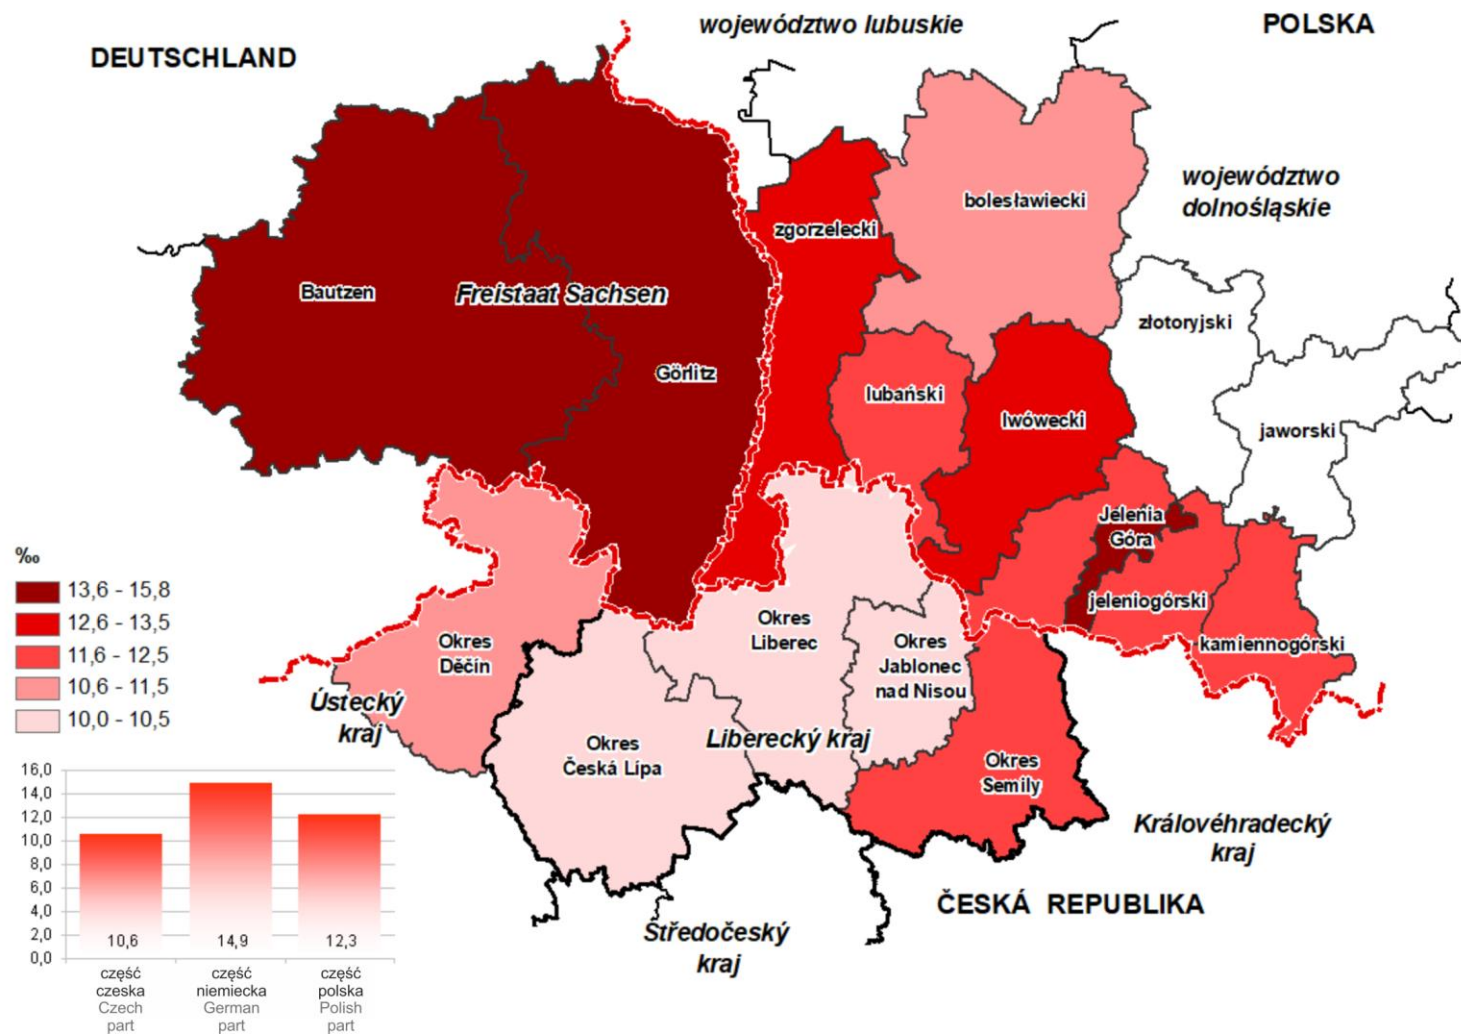 DEUTSCHLAND
województwo lubuskie
POLSKA
bolesławiecki
województwo
dolnośląskie
zgorzelecki
Bautzen
Freistaat Sachsen
złotoryjski
Görlitz
lubański
lwówecki
jaworski
Jelenia
Góra
jeleniogórski
kamiennogórski
‰
13,6 - 15,8
12,6 - 13,5
11,6 - 12,5
10,6 - 11,5
10,0 - 10,5
Okres
Děčín
Okres
Liberec
Okres
Jablonec
nad Nisou
Ústecký
kraj
Okres
Česká Lípa
Liberecký kraj
Okres
Semily
Královéhradecký
kraj
ČESKÁ REPUBLIKA
Středočeský
kraj
16,0
14,0
12,0
10,0
8,0
6,0
4,0
2,0
0,0
10,6
14,9
12,3
część
czeska
Czech
part
część
niemiecka
German
part
część
polska
Polish
part